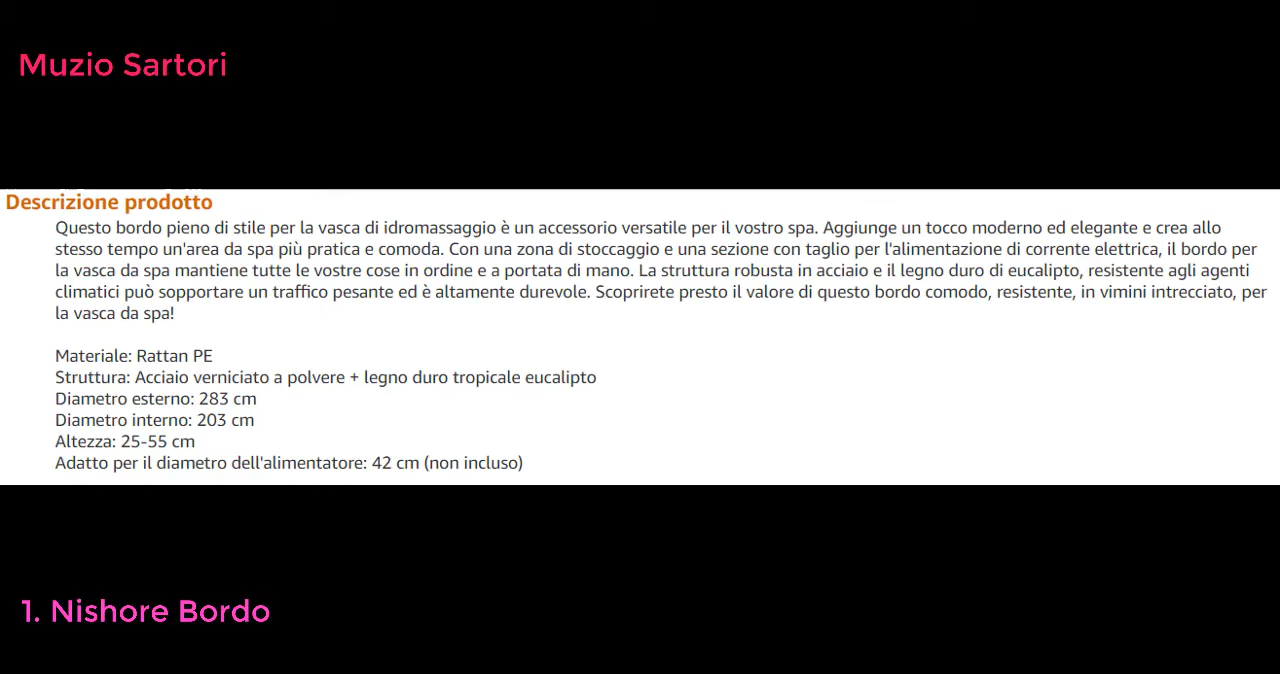 Muzio Sartori
Descrizione prodotto
Questo bordo pieno di stile per la vasca di idromassaggio è un accessorio versatile per il vostro spa. Aggiunge un tocco moderno ed elegante e crea allo
stesso tempo un'area da spa più pratica e comoda. Con una zona di stoccaggio e una sezione con taglio per l'alimentazione di corrente elettrica, il bordo per
la vasca da spa mantiene tutte le vostre cose in ordine e a portata di mano. La struttura robusta in acciaio e il legno duro di eucalipto, resistente agli agenti
climatici può sopportare un traffico pesante ed è altamente durevole. Scoprirete presto il valore di questo bordo comodo, resistente, in vimini intrecciato, per
la vasca da spa!
Materiale: Rattan PE
Struttura: Acciaio verniciato a polvere + legno duro tropicale eucalipto
Diametro esterno: 283 cm
Diametro interno: 203 cm
Altezza: 25-55 cm
Adatto per il diametro dell'alimentatore: 42 cm (non incluso)
1. Nishore Bordo